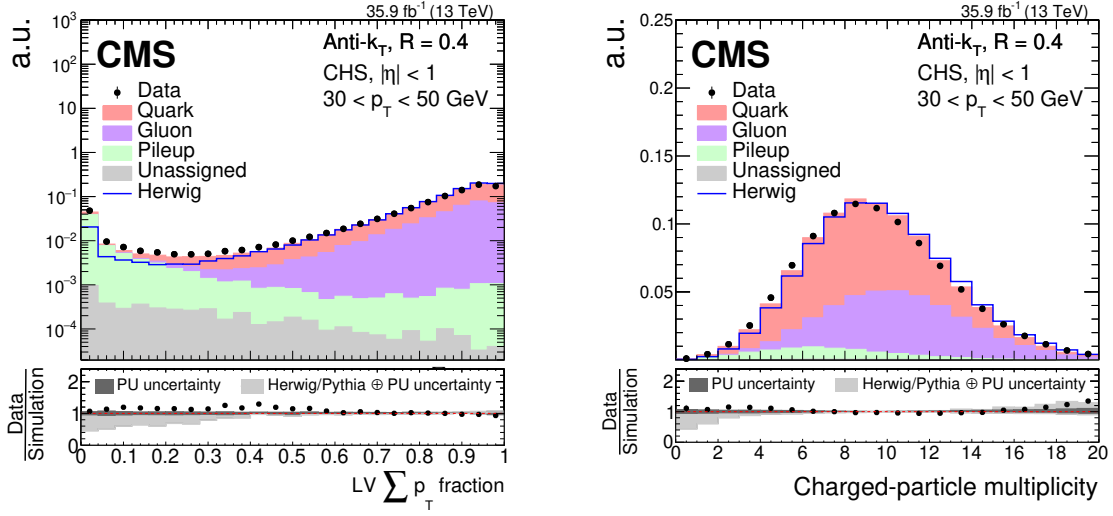 35.9 fb⁻¹ (13 TeV)
a.u.
10³
10²
10
1
10⁻¹
10⁻²
10⁻³
10⁻⁴
CMS
Anti-k_T, R = 0.4
CHS, |η| < 1
30 < p_T < 50 GeV
Data
Quark
Gluon
Pileup
Unassigned
Herwig
Data
Simulation
2
1
0
PU uncertainty
Herwig/Pythia ⊕ PU uncertainty
0 0.1 0.2 0.3 0.4 0.5 0.6 0.7 0.8 0.9 1
LV ∑ p_T fraction
35.9 fb⁻¹ (13 TeV)
a.u.
0.25
0.2
0.15
0.1
0.05
CMS
Anti-k_T, R = 0.4
CHS, |η| < 1
30 < p_T < 50 GeV
Data
Quark
Gluon
Pileup
Unassigned
Herwig
Data
Simulation
2
1
0
PU uncertainty
Herwig/Pythia ⊕ PU uncertainty
0 2 4 6 8 10 12 14 16 18 20
Charged-particle multiplicity